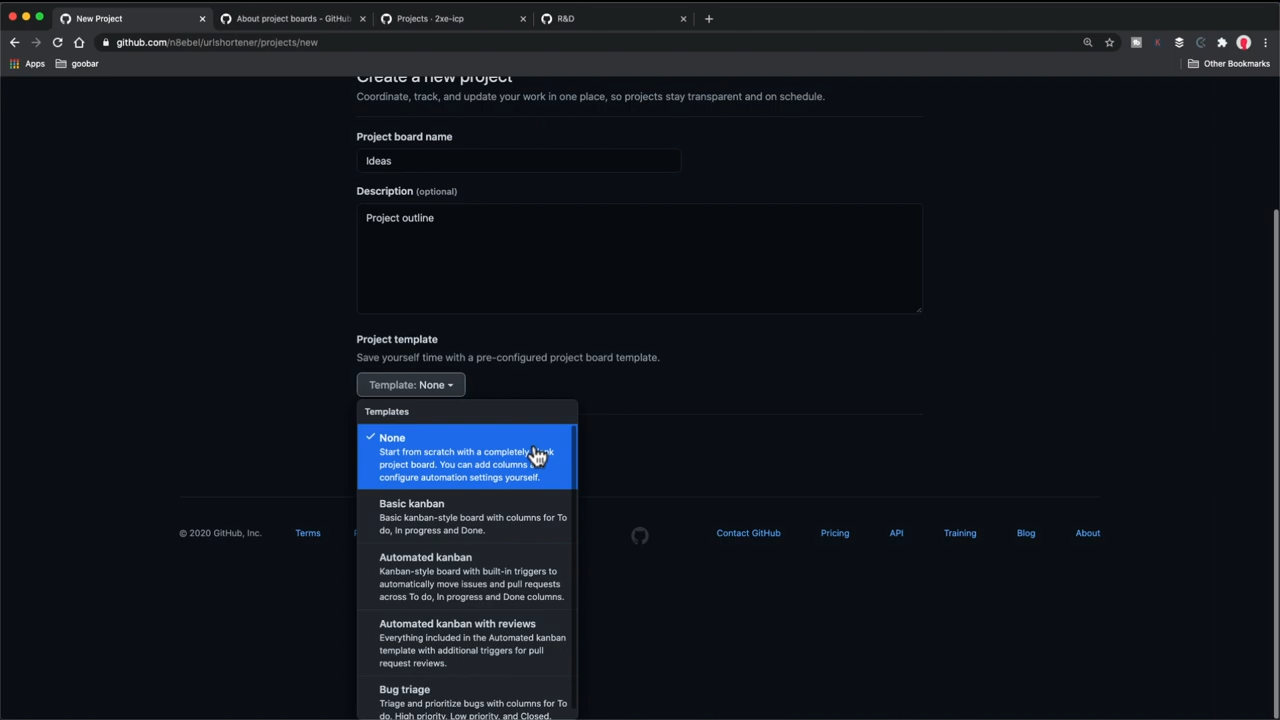 New Project
About project boards - GitHub
Projects · 2xe-icp
R&D
github.com/n8ebel/urlshortener/projects/new
Apps
goobar
Other Bookmarks
Create a new project
Coordinate, track, and update your work in one place, so projects stay transparent and on schedule.
Project board name
Ideas
Description (optional)
Project outline
Project template
Save yourself time with a pre-configured project board template.
Template: None
Templates
None
Start from scratch with a completely
project board. You can add columns
configure automation settings yourself.
Basic kanban
Basic kanban-style board with columns for To
do, In progress and Done.
Automated kanban
Kanban-style board with built-in triggers to
automatically move issues and pull requests
across To do, In progress and Done columns.
Automated kanban with reviews
Everything included in the Automated kanban
template with additional triggers for pull
request reviews.
Bug triage
Triage and prioritize bugs with columns for To
do, High priority, Low priority, and Closed.
© 2020 GitHub, Inc.
Terms
Contact GitHub
Pricing
API
Training
Blog
About